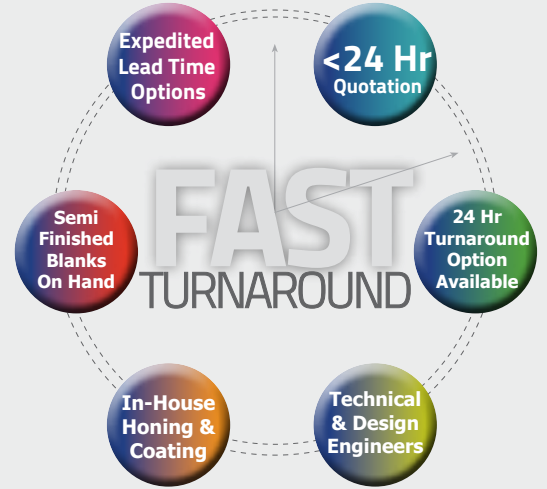 Expedited
Lead Time
Options
<24 Hr
Quotation
FAST
TURNAROUND
Semi
Finished
Blanks
On Hand
24 Hr
Turnaround
Option
Available
In-House
Honing &
Coating
Technical
& Design
Engineers